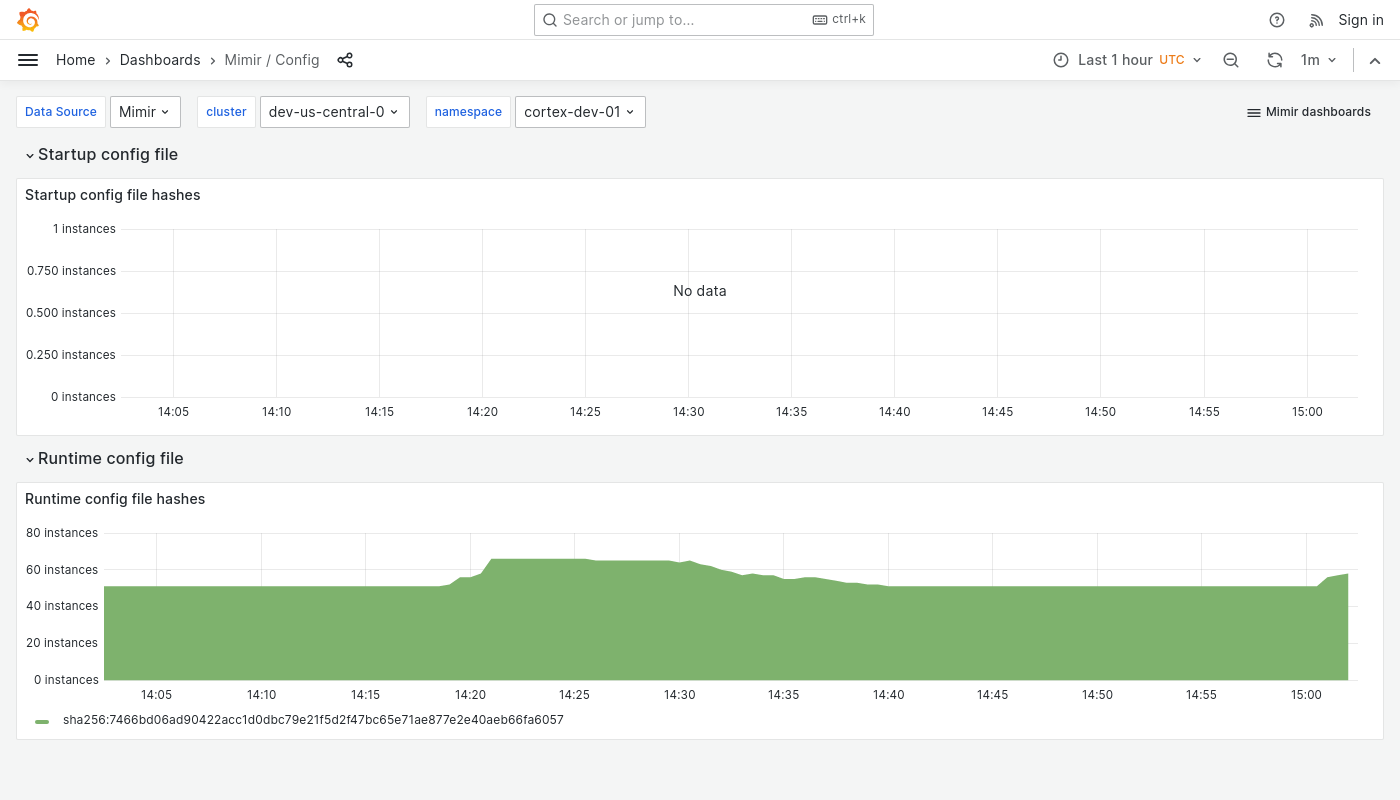 Search or jump to... ctrl+k Sign in
Home Dashboards Mimir / Config Last 1 hour UTC 1m
Data Source Mimir cluster dev-us-central-0 namespace cortex-dev-01 Mimir dashboards
Startup config file
Startup config file hashes
1 instances
0.750 instances
No data
0.500 instances
0.250 instances
0 instances
14:05 14:10 14:15 14:20 14:25 14:30 14:35 14:40 14:45 14:50 14:55 15:00
Runtime config file
Runtime config file hashes
80 instances
60 instances
40 instances
20 instances
0 instances
14:05 14:10 14:15 14:20 14:25 14:30 14:35 14:40 14:45 14:50 14:55 15:00
sha256:7466bd06ad90422acc1d0dbc79e21f5d2f47bc65e71ae877e2e40aeb66fa6057